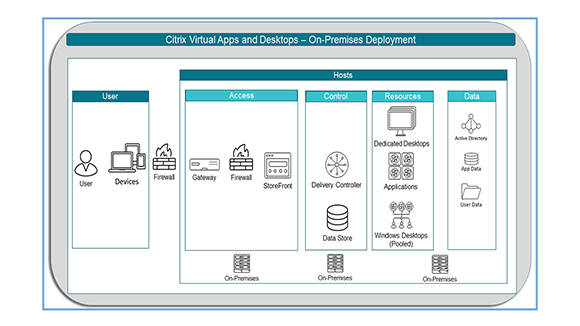 Citrix Virtual Apps and Desktops – On-Premises Deployment
Hosts
User
Access
Control
Resources
Data
User
Devices
Firewall
Gateway
Firewall
StoreFront
Delivery Controller
Data Store
Dedicated Desktops
Applications
Windows Desktops
(Pooled)
Active Directory
App Data
User Data
On-Premises
On-Premises
On-Premises